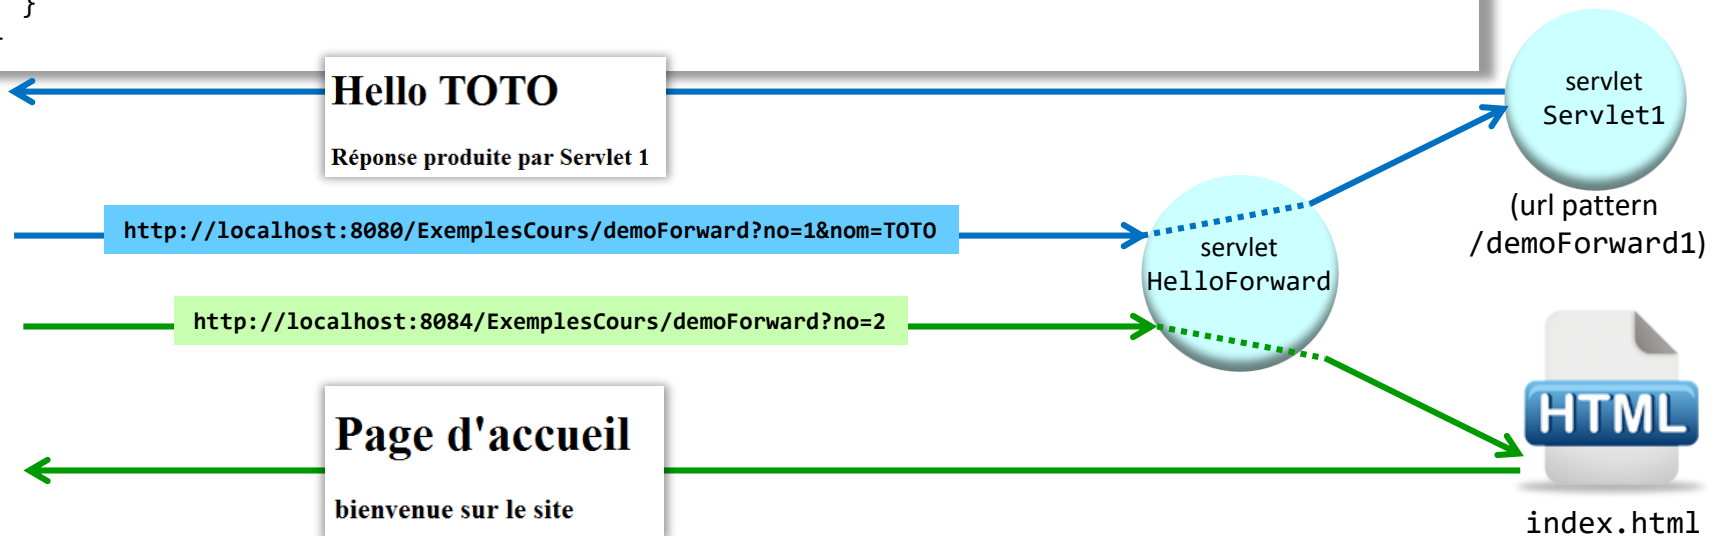 }
Hello TOTO
Réponse produite par Servlet 1
servlet
Servlet1
(url pattern
/demoForward1)
http://localhost:8080/ExemplesCours/demoForward?no=1&nom=TOTO
servlet
HelloForward
http://localhost:8084/ExemplesCours/demoForward?no=2
HTML
Page d'accueil
bienvenue sur le site
index.html